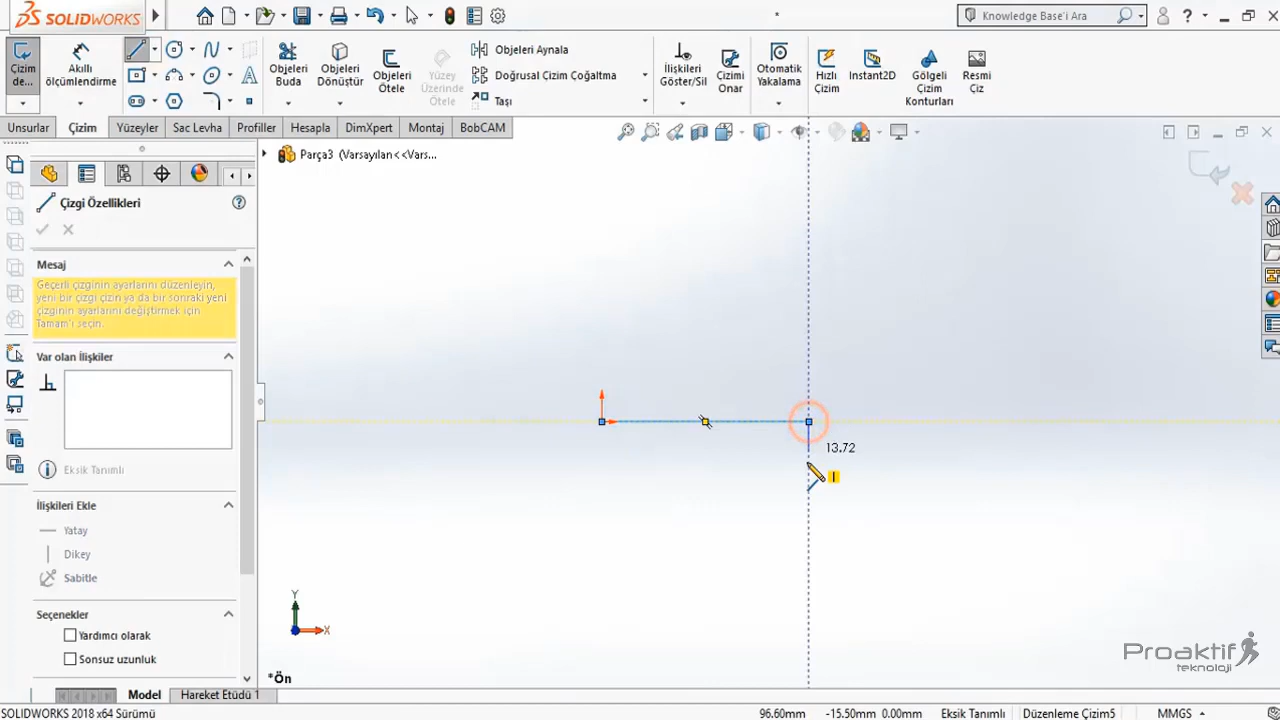 SOLIDWORKS
Knowledge Base'i Ara
?
Çizim
de...
Akıllı
ölçümlendirme
Objeleri
Buda
Objeleri
Dönüştür
Objeleri
Ötele
Yüzey
Üzerinde
Ötele
Objeleri Aynala
Doğrusal Çizim Çoğaltma
Taşı
İlişkileri
Göster/Sil
Çizimi
Onar
Otomatik
Yakalama
Hızlı
Çizim
Instant2D
Gölgeli
Çizim
Konturları
Resmi
Çiz
Unsurlar
Çizim
Yüzeyler
Sac Levha
Profiller
Hesapla
DimXpert
Montaj
BobCAM
Parça3 (Varsayılan<<Vars...
Çizgi Özellikleri
?
Mesaj
Geçerli çizginin ayarlarını düzenleyin,
yeni bir çizgi çizin ya da bir sonraki yeni
çizginin ayarlarını değiştirmek için
Tamam'ı seçin.
Var olan İlişkiler
Eksik Tanımlı
İlişkileri Ekle
Yatay
Dikey
Sabitle
Seçenekler
Yardımcı olarak
Sonsuz uzunluk
13.72
Y
X
*Ön
Proaktif
teknoloji
Model
Hareket Etüdü 1
SOLIDWORKS 2018 x64 Sürümü
96.60mm
-15.50mm 0.00mm
Eksik Tanımlı
Düzenleme Çizim5
MMGS